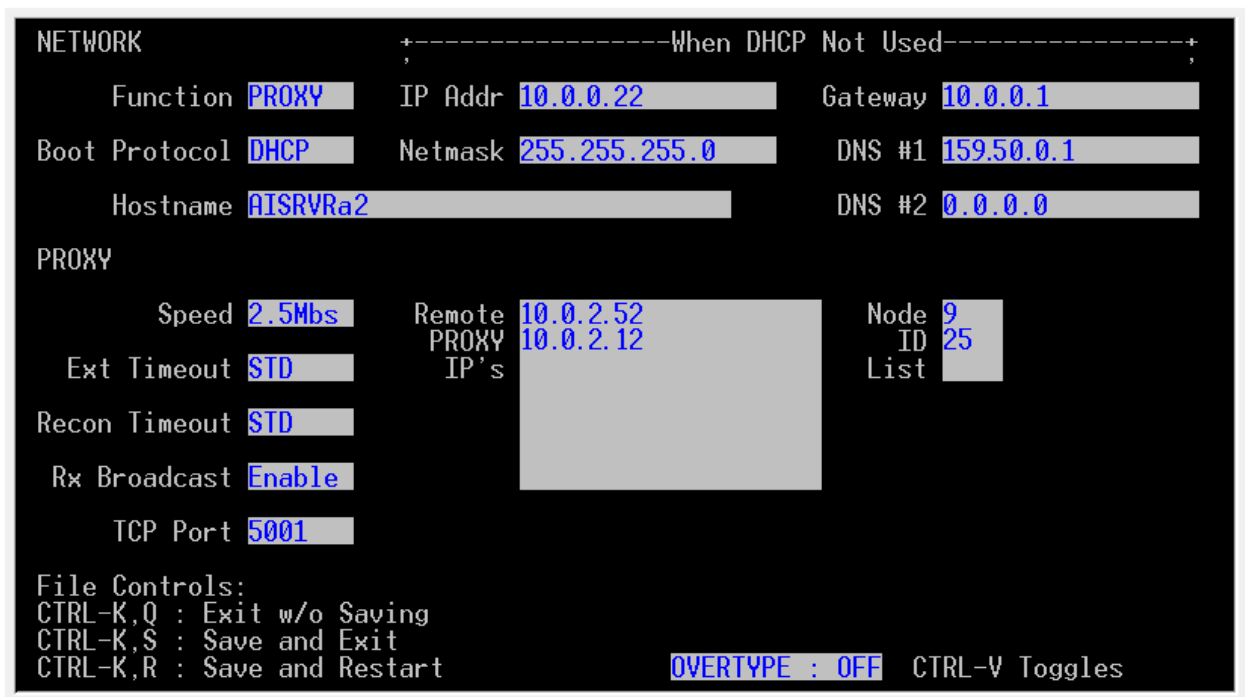 NETWORK +-----------------When DHCP Not Used----------------+
Function PROXY IP Addr 10.0.0.22 Gateway 10.0.0.1
Boot Protocol DHCP Netmask 255.255.255.0 DNS #1 159.50.0.1
Hostname AISRVRa2 DNS #2 0.0.0.0
PROXY
Speed 2.5Mbs Remote 10.0.2.52 Node 9
PROXY 10.0.2.12 ID 25
Ext Timeout STD IP's List
Recon Timeout STD
Rx Broadcast Enable
TCP Port 5001
File Controls:
CTRL-K,Q : Exit w/o Saving
CTRL-K,S : Save and Exit
CTRL-K,R : Save and Restart OVERTYPE : OFF CTRL-V Toggles